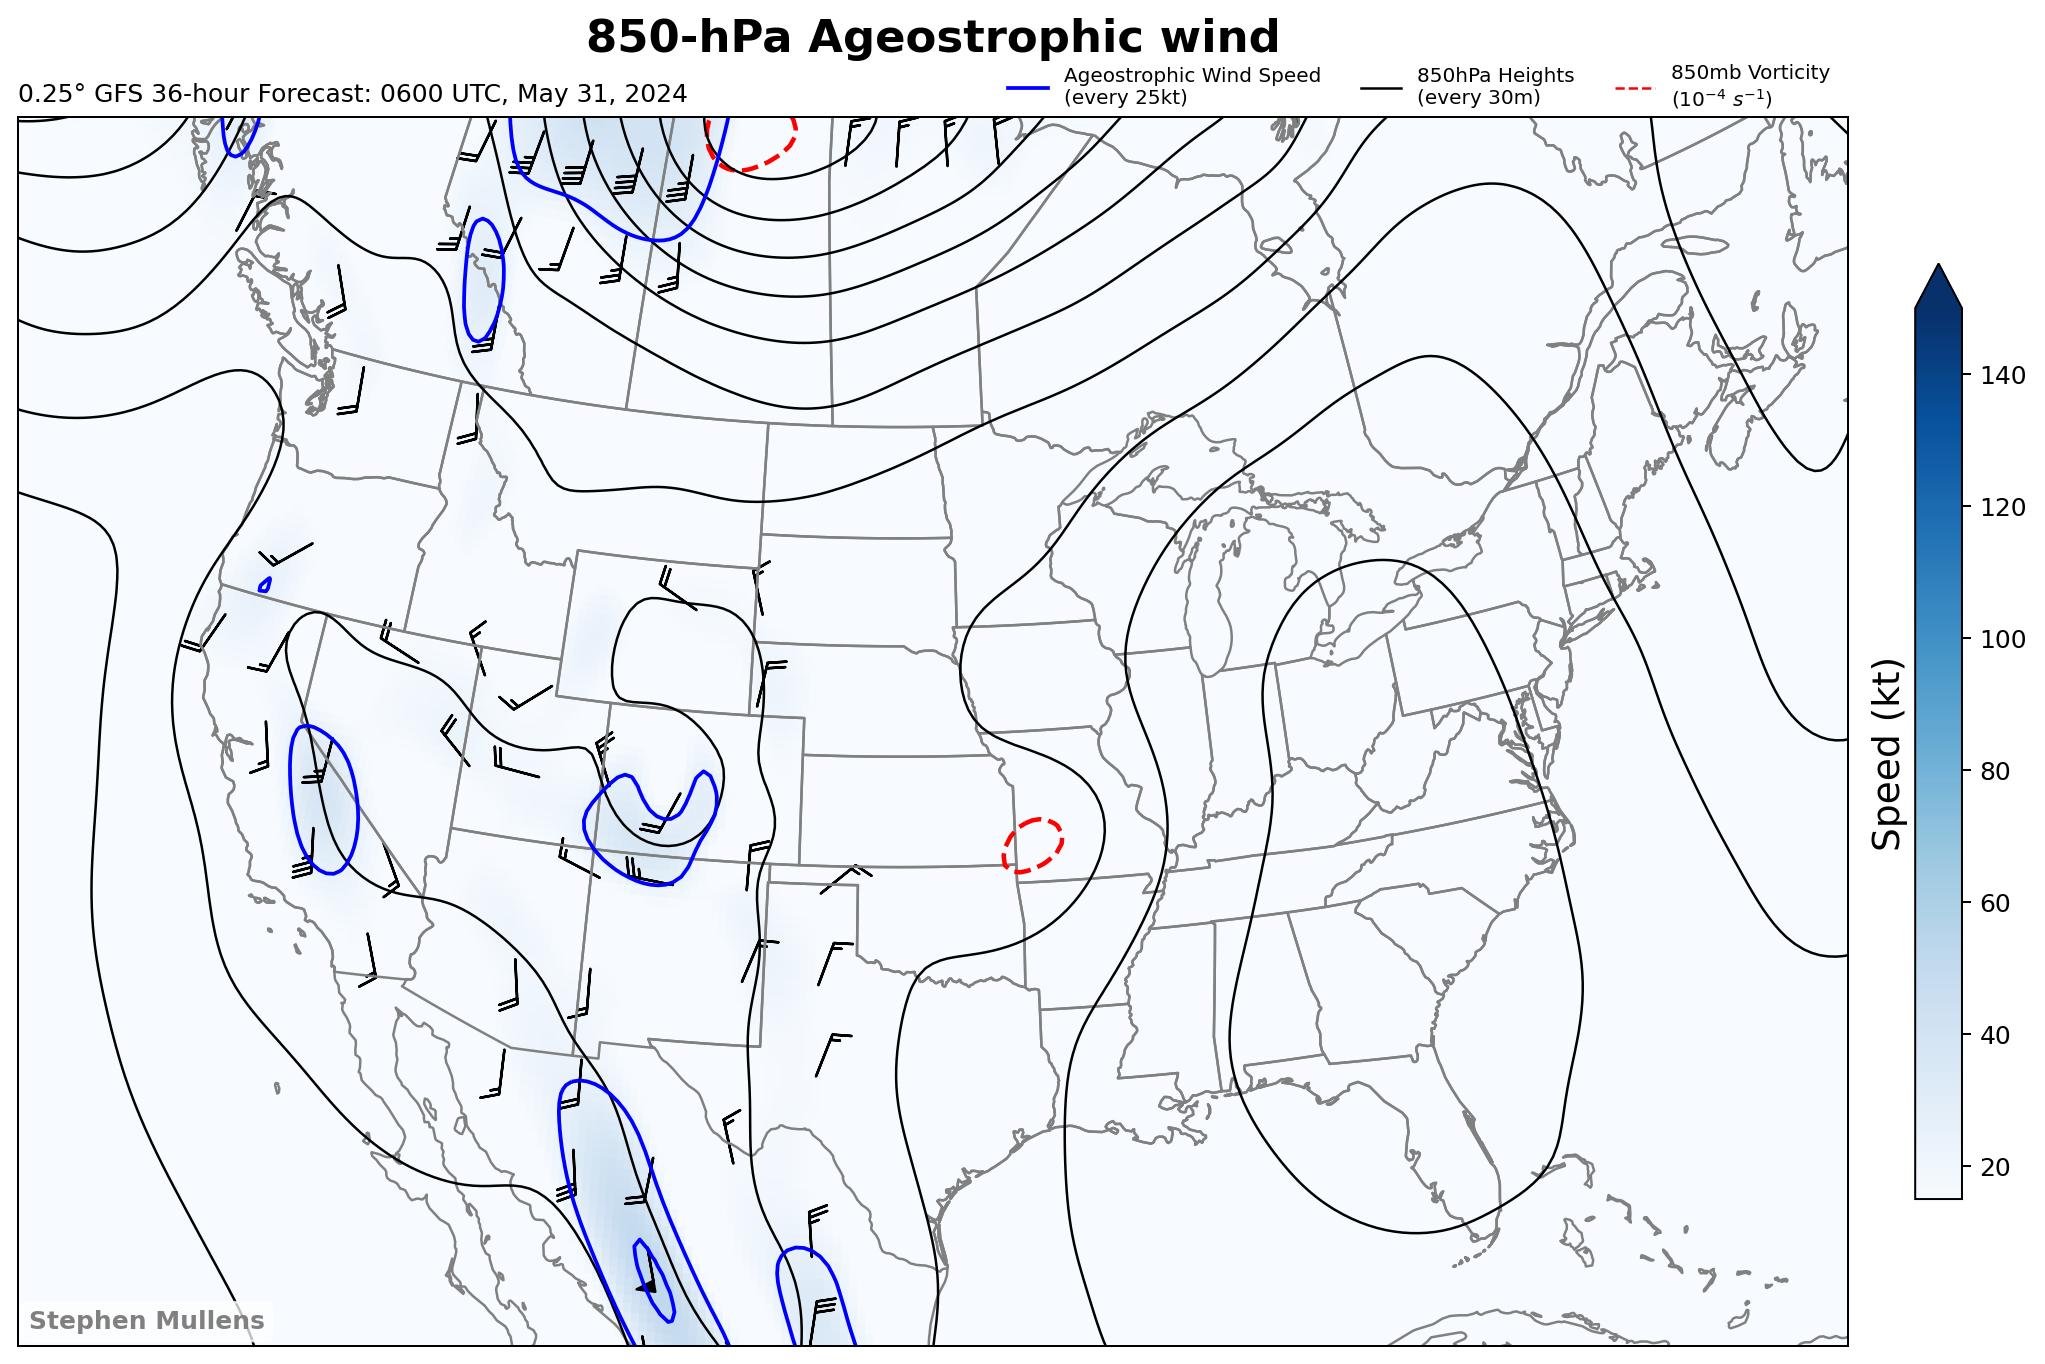 850-hPa Ageostrophic wind
0.25° GFS 36-hour Forecast: 0600 UTC, May 31, 2024
Ageostrophic Wind Speed
(every 25kt)
850hPa Heights
(every 30m)
850mb Vorticity
(10⁻⁴ s⁻¹)
140
120
100
80
60
40
20
Speed (kt)
Stephen Mullens